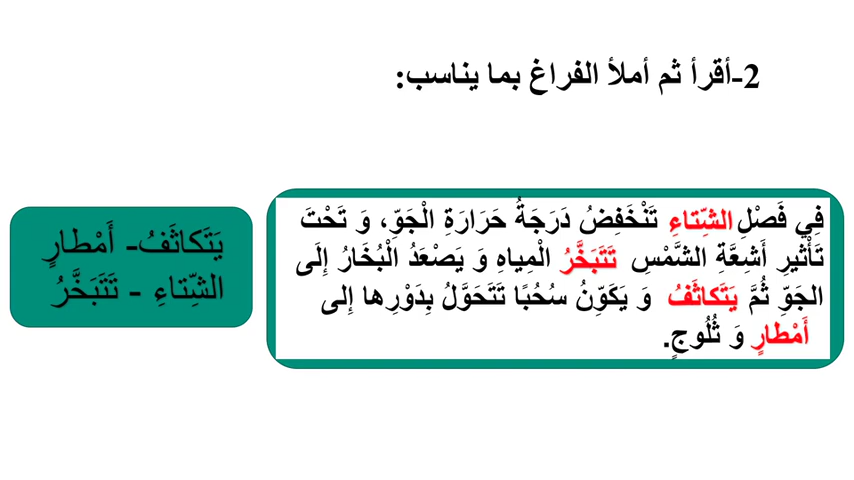 2-أقرأ ثم أملأ الفراغ بما يناسب:
فِي فَصْلِ الشِّتاءِ تَنْخَفِضُ دَرَجَةُ حَرَارَةِ الْجَوِّ، وَ تَحْتَ
تَأْثِيرِ أَشِعَّةِ الشَّمْسِ تَتَبَخَّرُ الْمِياهِ وَ يَصْعَدُ الْبُخَارُ إِلَى
الجَوِّ ثُمَّ يَتَكاثَفُ وَ يَكَوِّنُ سُحُبًا تَتَحَوَّلُ بِدَوْرِها إِلى
أَمْطارٍ وَ ثُلُوجٍ.
يَتَكاثَفُ- أَمْطارٍ
الشِّتاءِ - تَتَبَخَّرُ